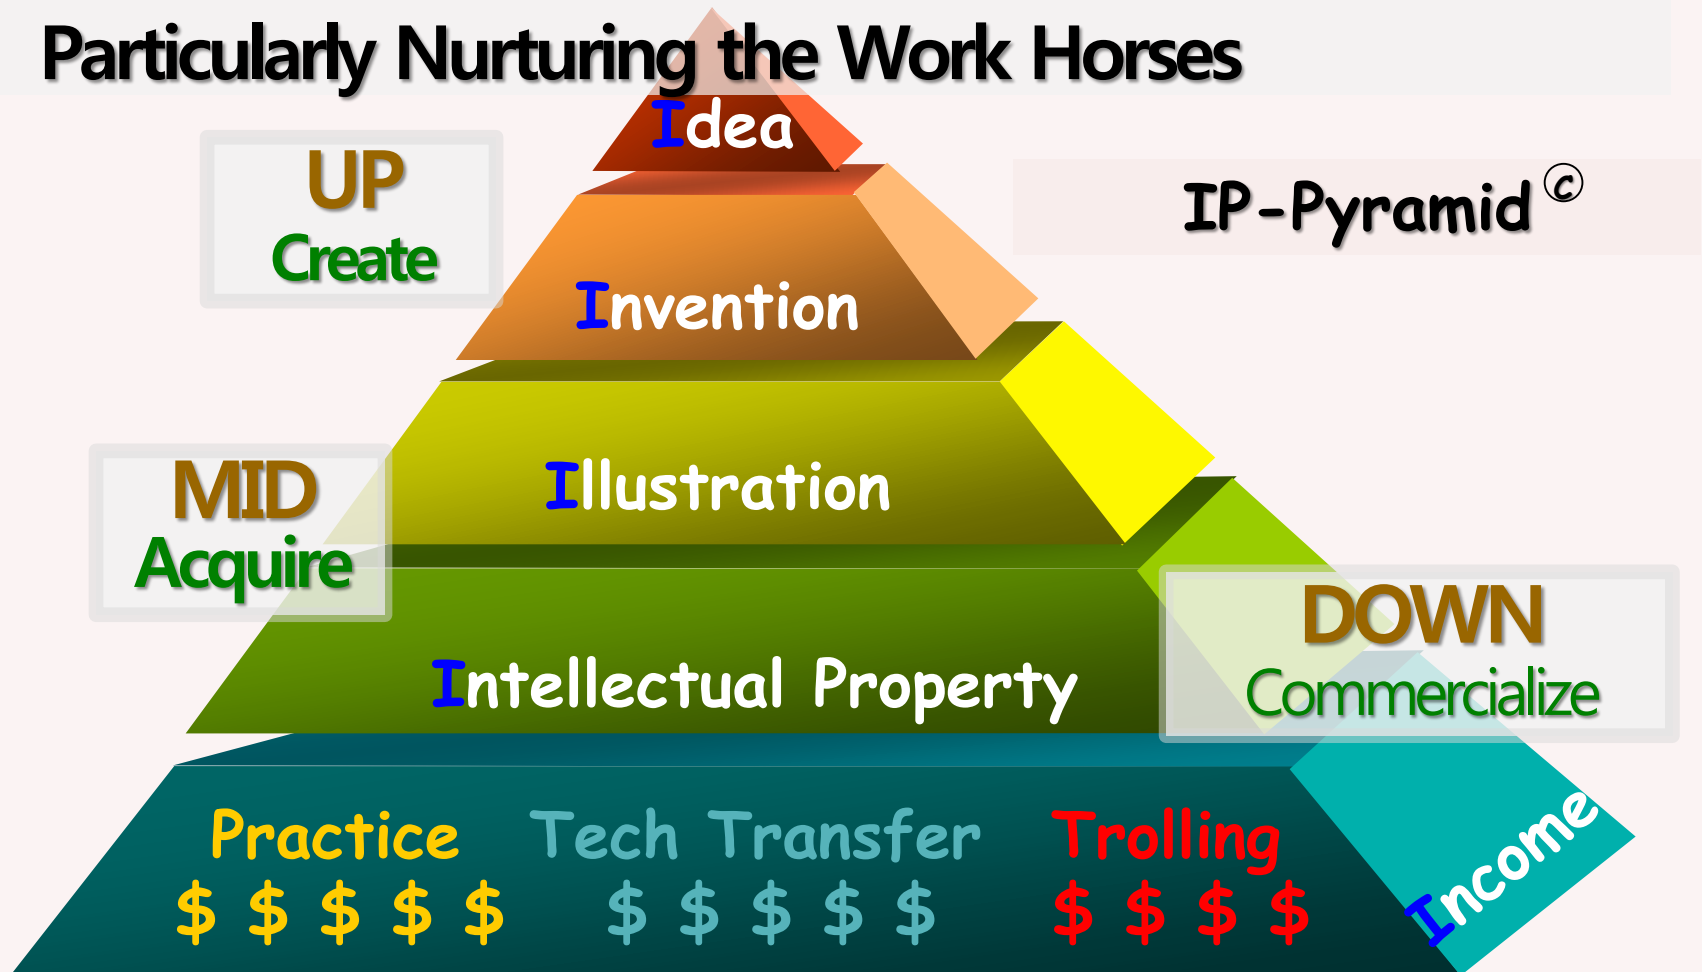 Particularly Nurturing the Work Horses
Idea
UP
Create
IP-Pyramid ©
Invention
MID
Acquire
Illustration
DOWN
Commercialize
Intellectual Property
Practice Tech Transfer Trolling
$ $ $ $ $ $ $ $ $ $ $ $ $ $
Income